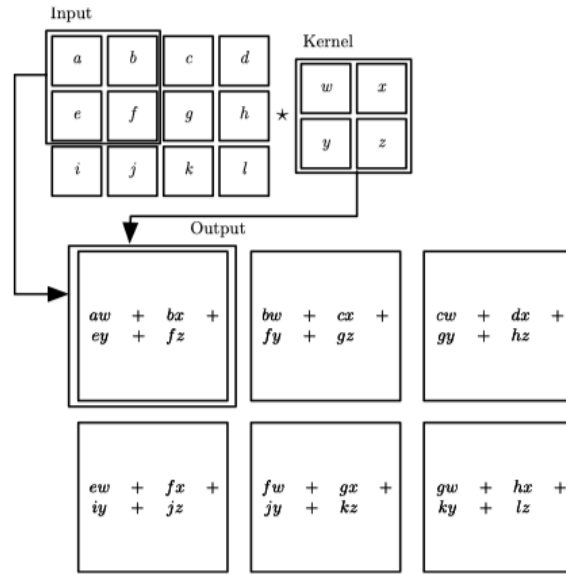 Input
a b c d
Kernel
w x
e f g h ⋆
y z
i j k l
Output
aw + bx +
ey + fz
bw + cx +
fy + gz
cw + dx +
gy + hz
ew + fx +
iy + jz
fw + gx +
jy + kz
gw + hx +
ky + lz